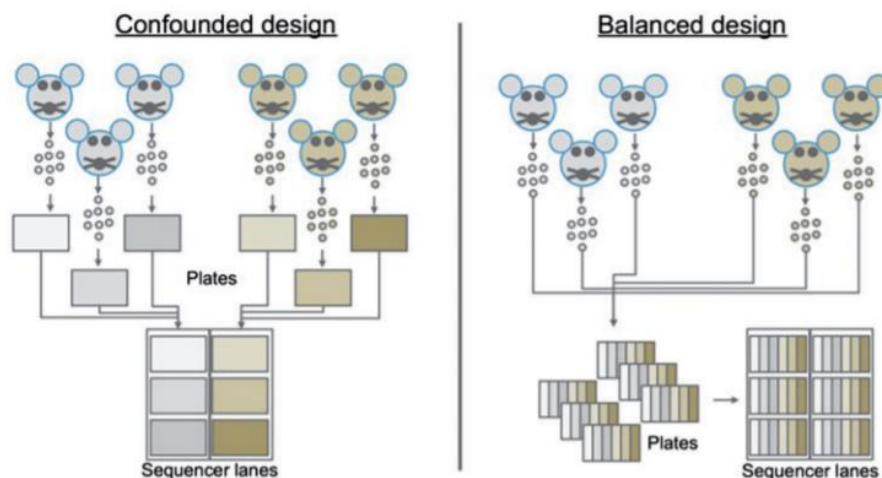 Confounded design
Balanced design
Plates
Sequencer lanes
Plates
Sequencer lanes